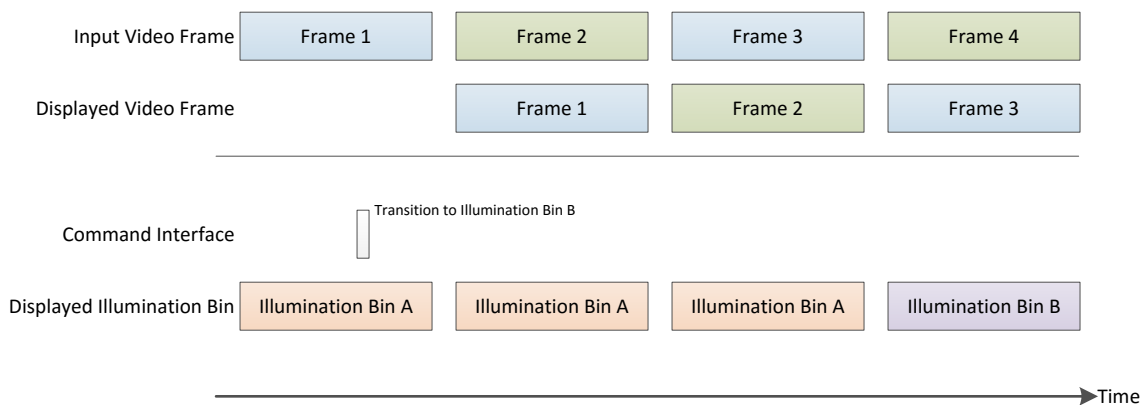 Input Video Frame Frame 1 Frame 2 Frame 3 Frame 4
Displayed Video Frame Frame 1 Frame 2 Frame 3
Transition to Illumination Bin B
Command Interface
Displayed Illumination Bin Illumination Bin A Illumination Bin A Illumination Bin A Illumination Bin B
Time